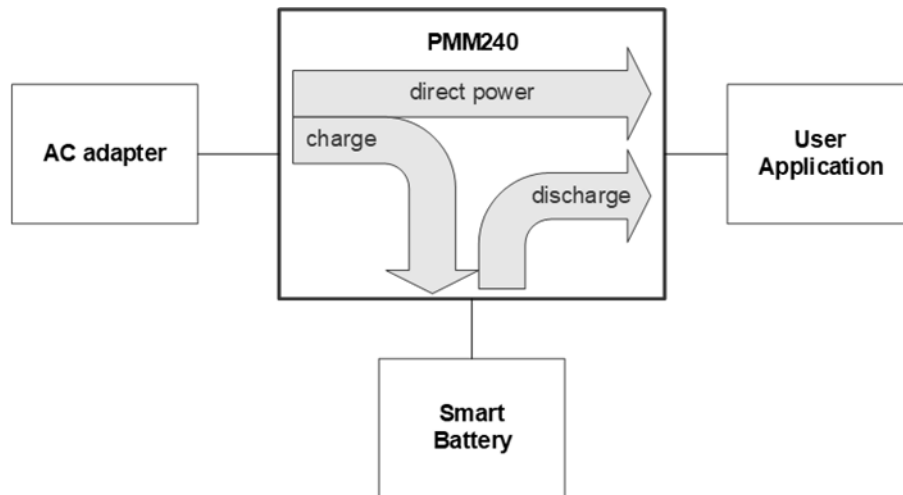 PMM240
direct power
AC adapter
charge
User
Application
discharge
Smart
Battery